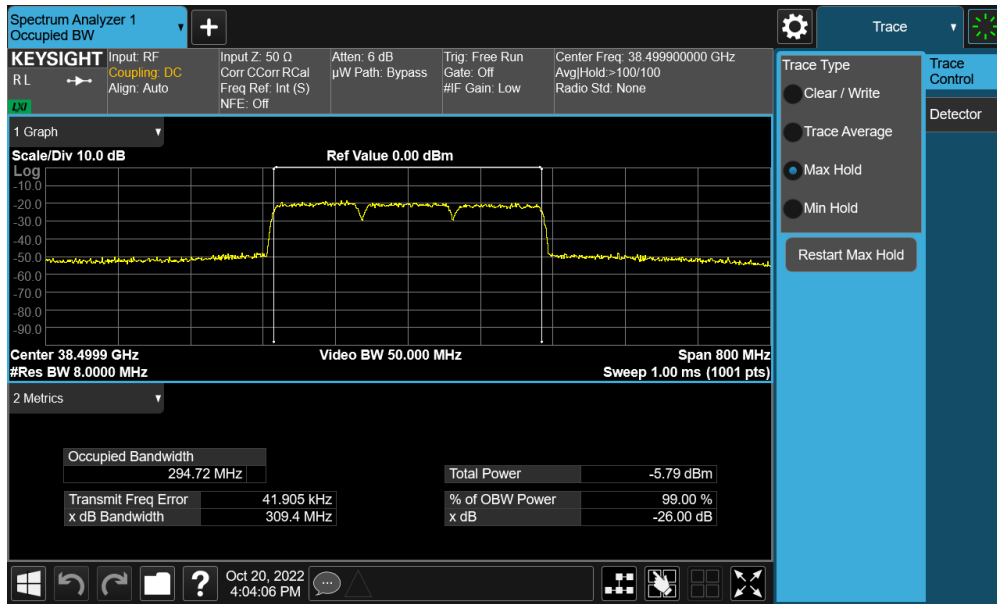 Spectrum Analyzer 1
Occupied BW
+
Trace
KEYSIGHT
R L
LXI
Input: RF
Coupling: DC
Align: Auto
Input Z: 50 Ω
Corr CCorr RCal
Freq Ref: Int (S)
NFE: Off
Atten: 6 dB
µW Path: Bypass
Trig: Free Run
Gate: Off
#IF Gain: Low
Center Freq: 38.499900000 GHz
Avg|Hold:>100/100
Radio Std: None
Trace Type
Clear / Write
Trace Average
Max Hold
Min Hold
Restart Max Hold
Trace
Control
Detector
1 Graph
Scale/Div 10.0 dB
Ref Value 0.00 dBm
Log
-10.0
-20.0
-30.0
-40.0
-50.0
-60.0
-70.0
-80.0
-90.0
Center 38.4999 GHz
Video BW 50.000 MHz
Span 800 MHz
#Res BW 8.0000 MHz
Sweep 1.00 ms (1001 pts)
2 Metrics
Occupied Bandwidth
294.72 MHz
Total Power -5.79 dBm
Transmit Freq Error 41.905 kHz
% of OBW Power 99.00 %
x dB Bandwidth 309.4 MHz
x dB -26.00 dB
?
Oct 20, 2022
4:04:06 PM